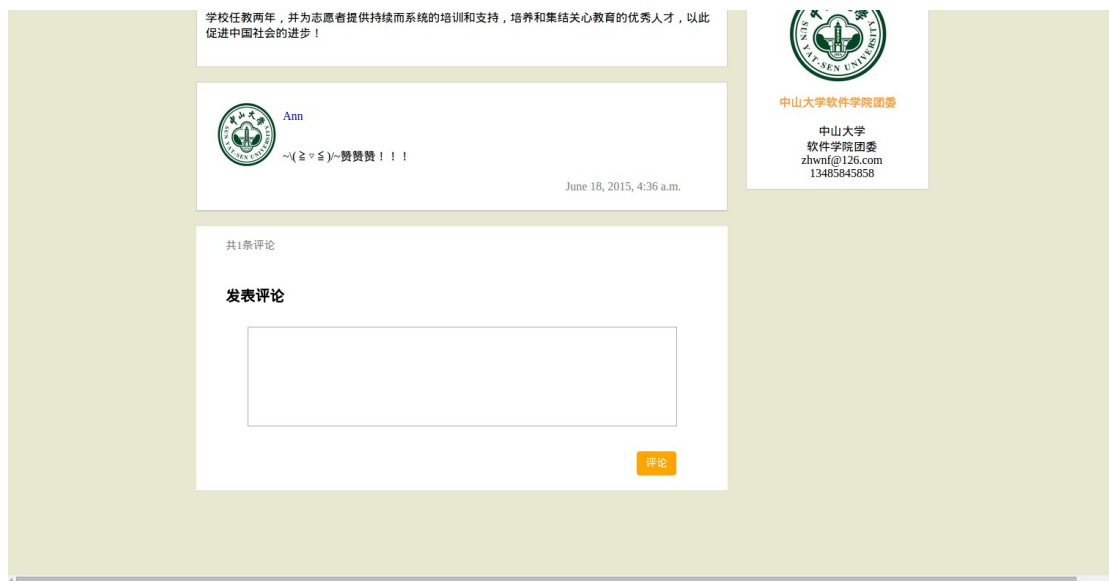 学校任教两年，并为志愿者提供持续而系统的培训和支持，培养和集结关心教育的优秀人才，以此
促进中国社会的进步！
Ann
~\(≧▽≦)/~赞赞赞！！！
June 18, 2015, 4:36 a.m.
共1条评论
发表评论
评论
SUN YAT-SEN UNIVERSITY
中山大学软件学院团委
中山大学
软件学院团委
zhwnf@126.com
13485845858